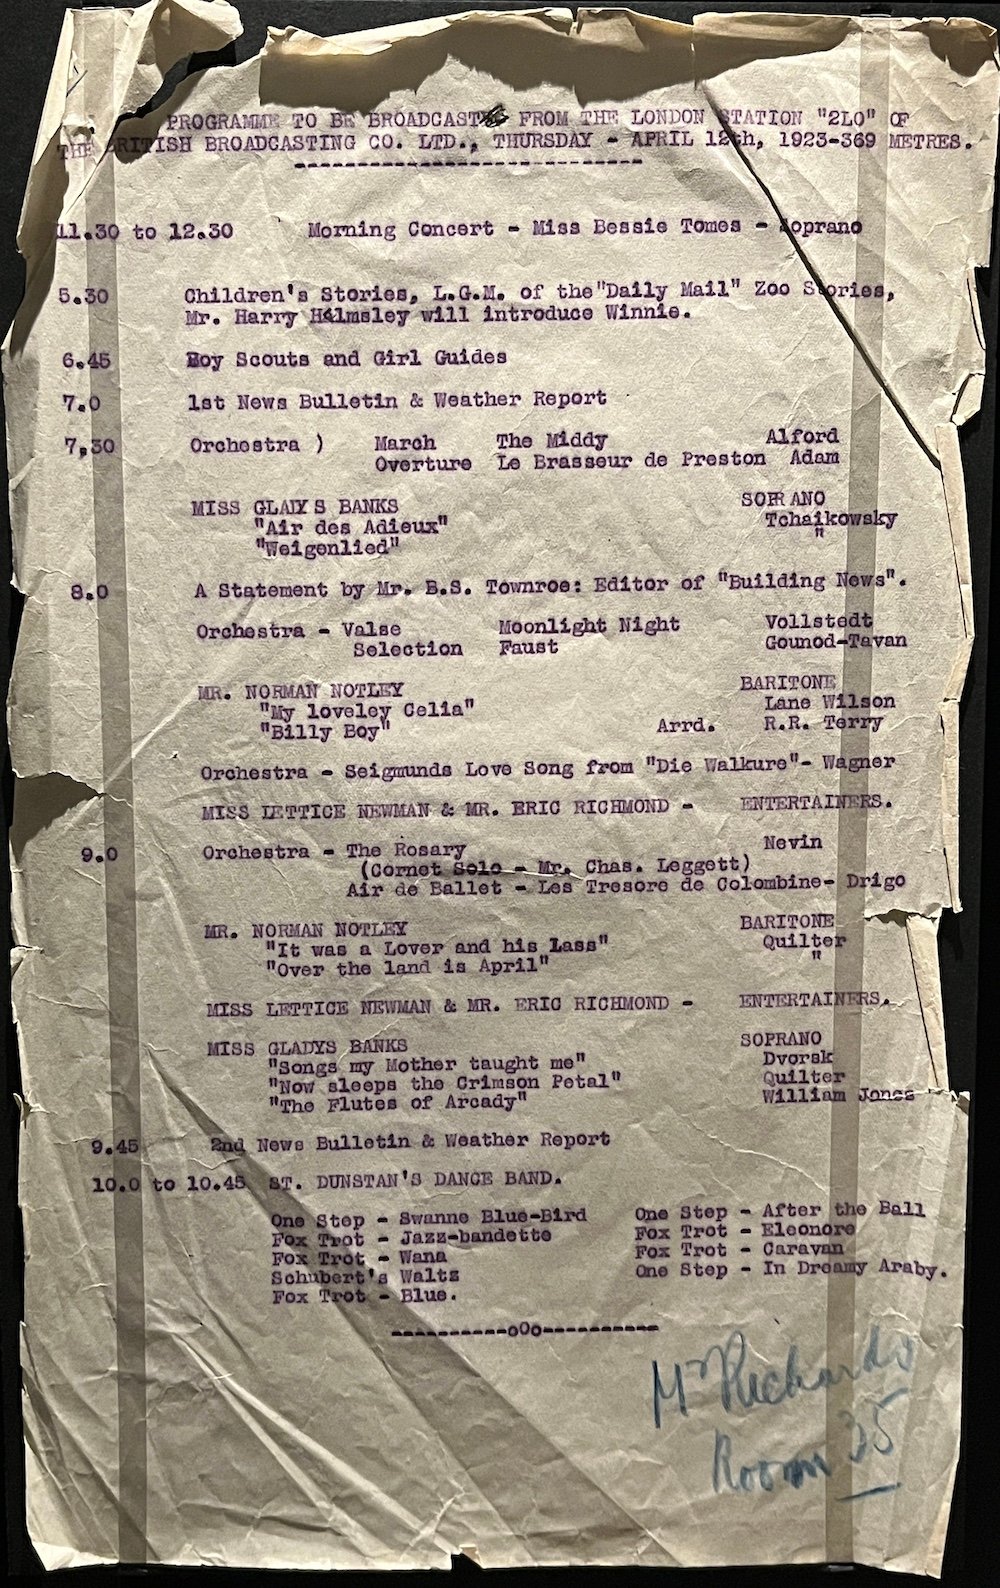 PROGRAMME TO BE BROADCAST FROM THE LONDON STATION "2LO" OF
THE BRITISH BROADCASTING CO. LTD., THURSDAY - APRIL 12th, 1923-369 METRES.
11.30 to 12.30 Morning Concert - Miss Bessie Tomes - Soprano
5.30 Children's Stories, L.G.M. of the "Daily Mail" Zoo Stories,
Mr. Harry Hemsley will introduce Winnie.
6.45 Boy Scouts and Girl Guides
7.0 1st News Bulletin & Weather Report
7,30 Orchestra ) March The Middy Alford
Overture Le Brasseur de Preston Adam
MISS GLADYS BANKS SOPRANO
"Air des Adieux" Tchaikowsky
"Weigenlied" "
8.0 A Statement by Mr. B.S. Townroe: Editor of "Building News".
Orchestra - Valse Moonlight Night Vollstedt
Selection Faust Gounod-Tavan
MR. NORMAN NOTLEY BARITONE
"My loveley Celia" Lane Wilson
"Billy Boy" Arrd. R.R. Terry
Orchestra - Seigmunds Love Song from "Die Walkure"- Wagner
MISS LETTICE NEWMAN & MR. ERIC RICHMOND - ENTERTAINERS.
9.0 Orchestra - The Rosary Nevin
(Cornet Solo - Mr. Chas. Leggett)
Air de Ballet - Les Tresore de Colombine- Drigo
MR. NORMAN NOTLEY BARITONE
"It was a Lover and his Lass" Quilter
"Over the land is April" "
MISS LETTICE NEWMAN & MR. ERIC RICHMOND - ENTERTAINERS.
MISS GLADYS BANKS SOPRANO
"Songs my Mother taught me" Dvorak
"Now sleeps the Crimson Petal" Quilter
"The Flutes of Arcady" William Jones
9.45 2nd News Bulletin & Weather Report
10.0 to 10.45 ST. DUNSTAN'S DANCE BAND.
One Step - Swanne Blue-Bird One Step - After the Ball
Fox Trot - Jazz-bandette Fox Trot - Eleonore
Fox Trot - Wana Fox Trot - Caravan
Schubert's Waltz One Step - In Dreamy Araby.
Fox Trot - Blue.
----------oOo----------
Mr Richards
Room 35